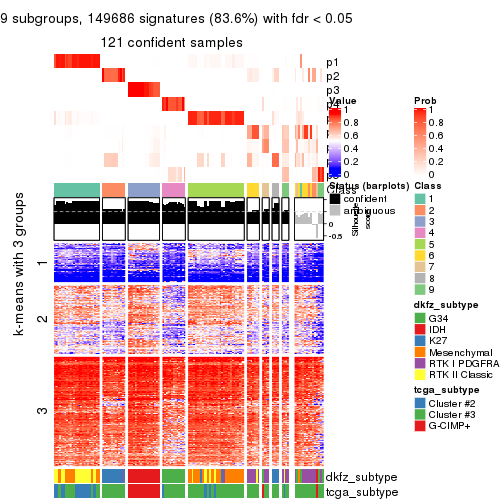 9 subgroups, 149686 signatures (83.6%) with fdr < 0.05
121 confident samples
p1
p2
p3
p4
Value
1
0.8
0.6
0.4
0.2
0
Prob
1
0.8
0.6
0.4
0.2
0
Class
Status (barplots)
confident
ambiguous
0
-0.5
Silhouette
score
Class
1
2
3
4
5
6
7
8
9
k-means with 3 groups
1
2
3
dkfz_subtype
G34
IDH
K27
Mesenchymal
RTK I PDGFRA
RTK II Classic
tcga_subtype
Cluster #2
Cluster #3
G-CIMP+
dkfz_subtype
tcga_subtype